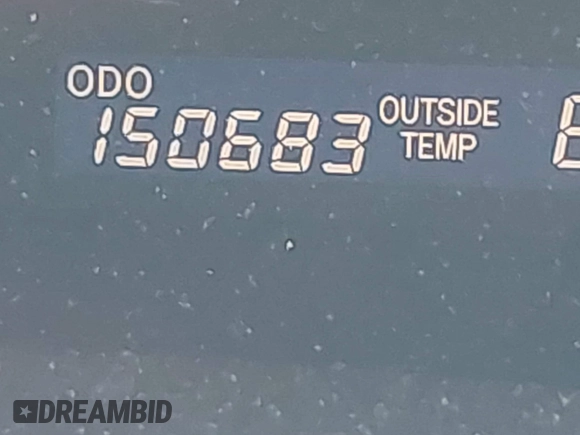 ODO
150683 OUTSIDE
TEMP
DREAMBID